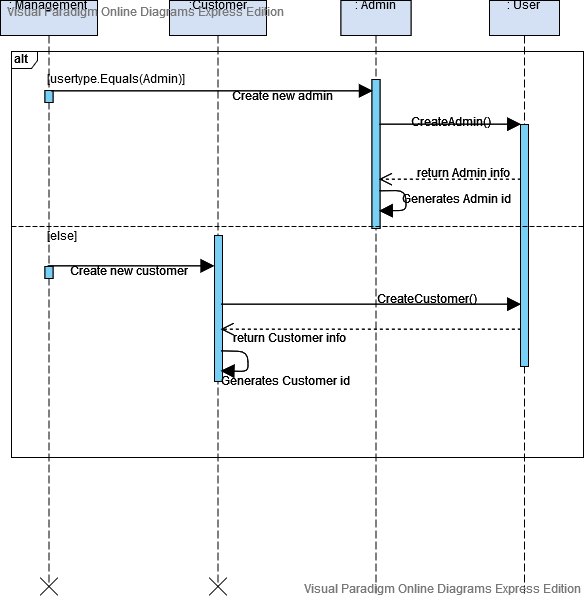 : Management
:Customer
: Admin
: User
Visual Paradigm Online Diagrams Express Edition
alt
[usertype.Equals(Admin)]
Create new admin
CreateAdmin()
return Admin info
Generates Admin id
[else]
Create new customer
CreateCustomer()
return Customer info
Generates Customer id
Visual Paradigm Online Diagrams Express Edition